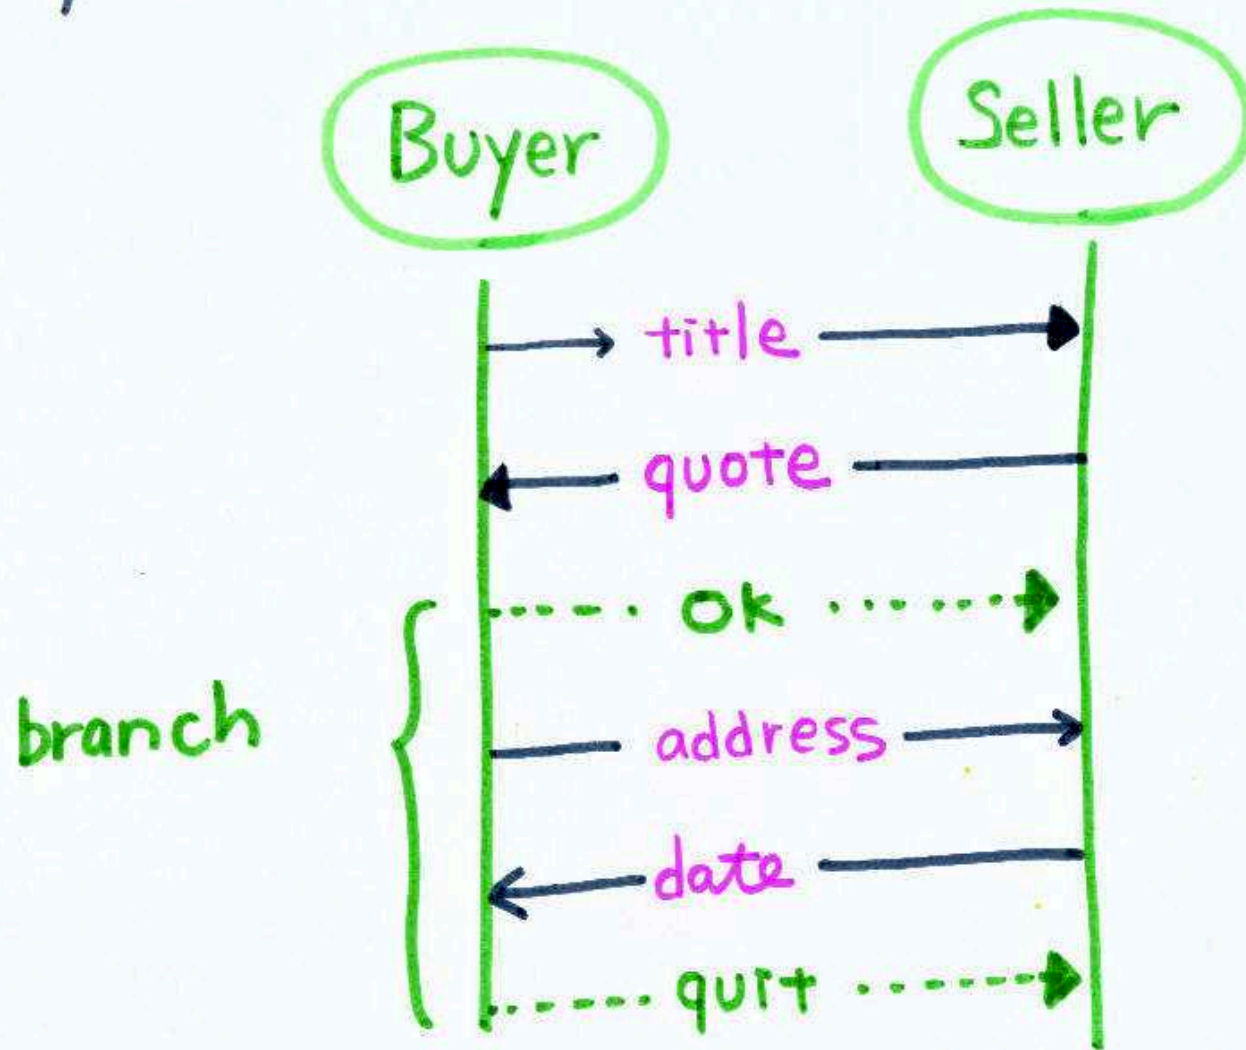 Buyer
Seller
title
quote
ok
address
branch
date
quit